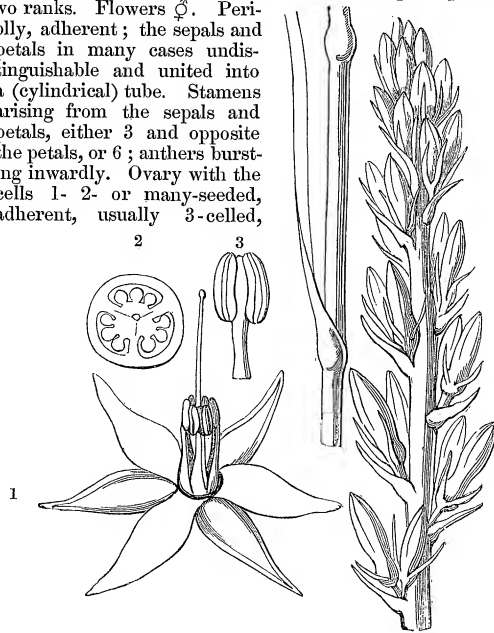 wo ranks. Flowers ⚥. Peri-
olly, adherent; the sepals and
petals in many cases undis-
tinguishable and united into
a (cylindrical) tube. Stamens
arising from the sepals and
petals, either 3 and opposite
the petals, or 6; anthers burst-
ing inwardly. Ovary with the
cells 1- 2- or many-seeded,
adherent, usually 3-celled,
2 3
1